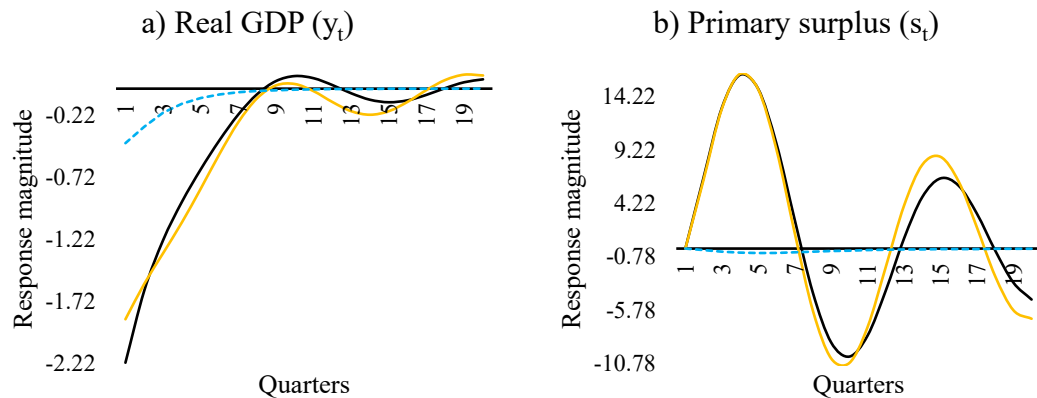 a) Real GDP (yt)
b) Primary surplus (st)
Response magnitude
-0.22
-0.72
-1.22
-1.72
-2.22
1 3 5 7 9 11 13 15 17 19
Quarters
Response magnitude
14.22
9.22
4.22
-0.78
-5.78
-10.78
1 3 5 7 9 11 13 15 17 19
Quarters